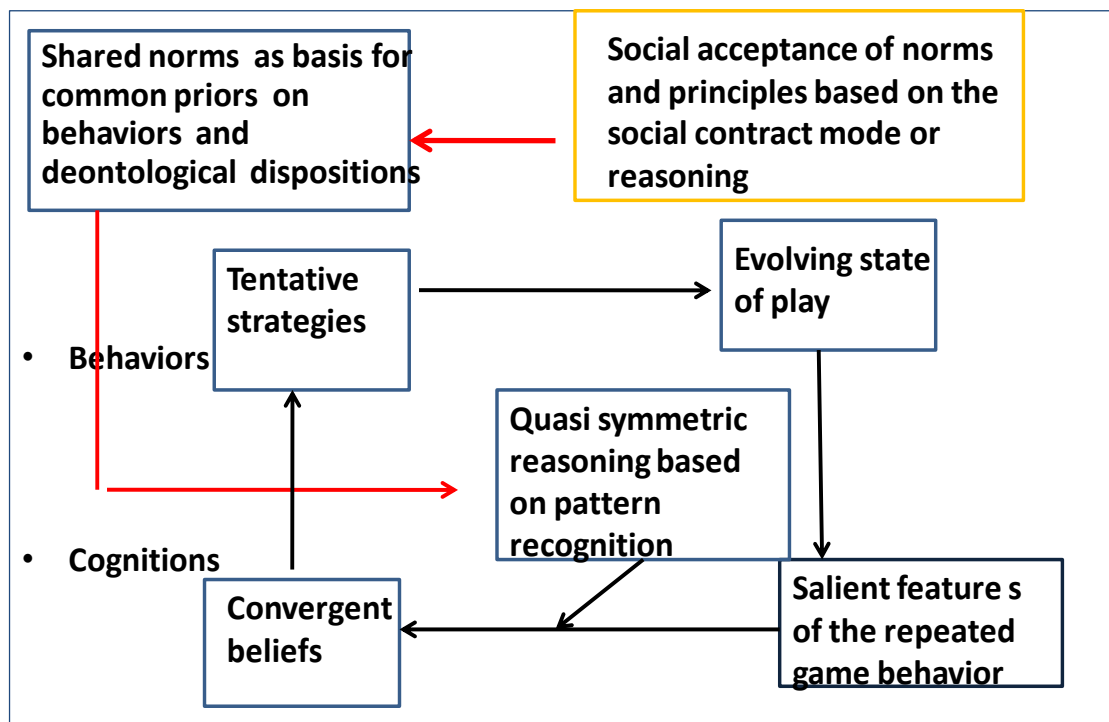 Shared norms as basis for
common priors on
behaviors and
deontological dispositions
Social acceptance of norms
and principles based on the
social contract mode or
reasoning
Tentative
strategies
Evolving state
of play
• Behaviors
Quasi symmetric
reasoning based
on pattern
recognition
• Cognitions
Convergent
beliefs
Salient feature s
of the repeated
game behavior